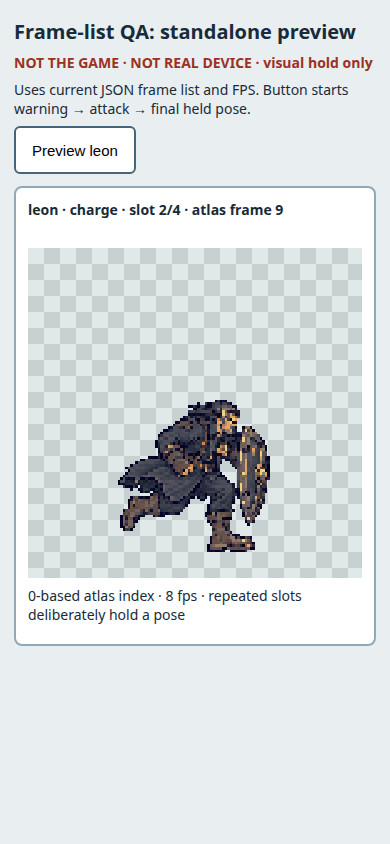 Frame-list QA: standalone preview
NOT THE GAME · NOT REAL DEVICE · visual hold only
Uses current JSON frame list and FPS. Button starts
warning → attack → final held pose.
Preview leon
leon · charge · slot 2/4 · atlas frame 9
0-based atlas index · 8 fps · repeated slots
deliberately hold a pose